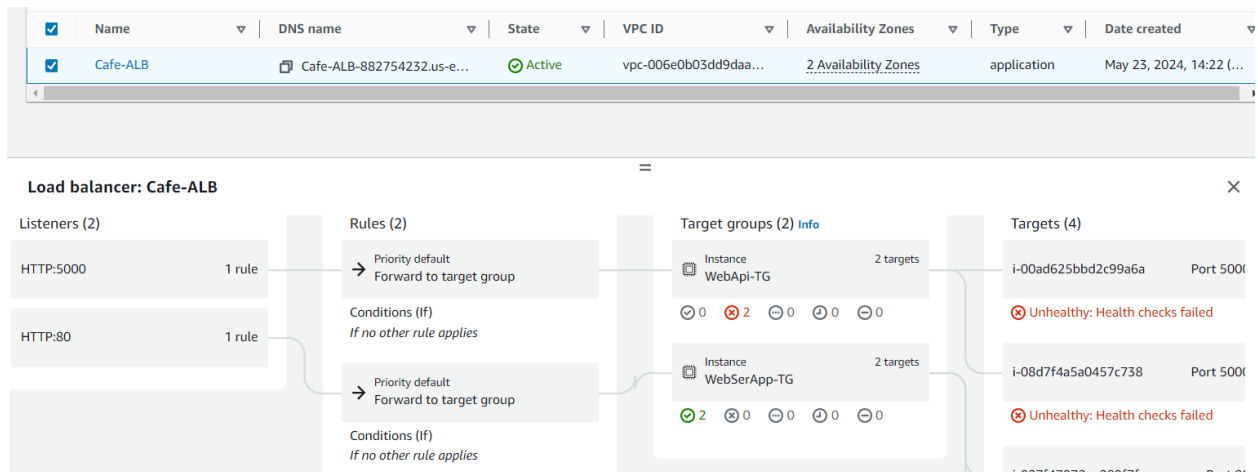 Name DNS name State VPC ID Availability Zones Type Date created
Cafe-ALB Cafe-ALB-882754232.us-e... Active vpc-006e0b03dd9daa... 2 Availability Zones application May 23, 2024, 14:22 (...
Load balancer: Cafe-ALB
Listeners (2) Rules (2) Target groups (2) Info Targets (4)
HTTP:5000 1 rule
Priority default
Forward to target group
Instance 2 targets
WebApi-TG
i-00ad625bbd2c99a6a Port 5000
Conditions (If)
If no other rule applies
0 2 0 0 0
Unhealthy: Health checks failed
HTTP:80 1 rule
Priority default
Forward to target group
Instance 2 targets
WebSerApp-TG
i-08d7f4a5a0457c738 Port 5000
Conditions (If)
If no other rule applies
2 0 0 0 0
Unhealthy: Health checks failed